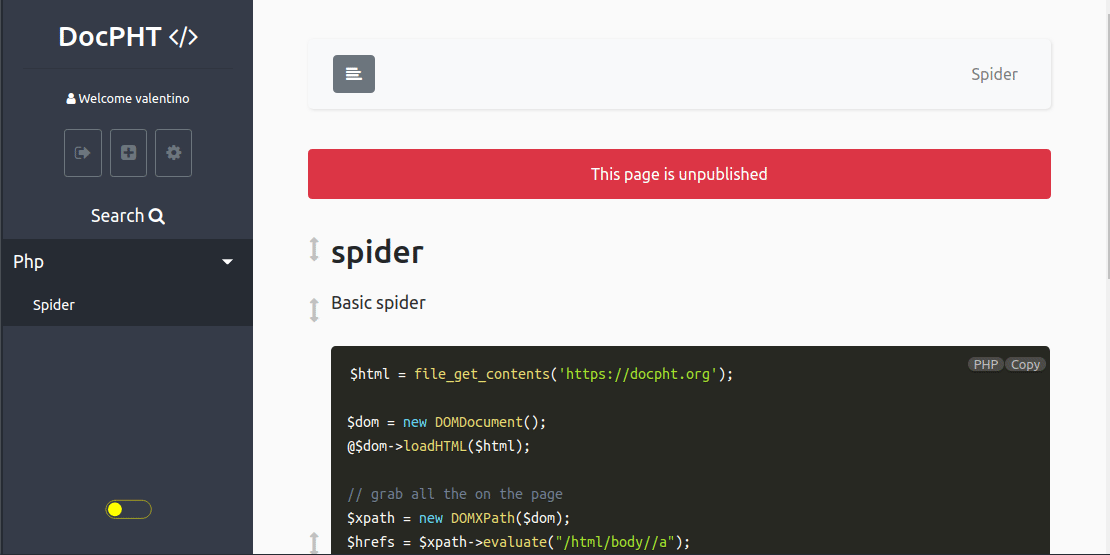 DocPHT </>
Welcome valentino
Search
Php
Spider
Spider
This page is unpublished
spider
Basic spider
PHP Copy
$html = file_get_contents('https://docpht.org');
$dom = new DOMDocument();
@$dom->loadHTML($html);
// grab all the on the page
$xpath = new DOMXPath($dom);
$hrefs = $xpath->evaluate("/html/body//a");